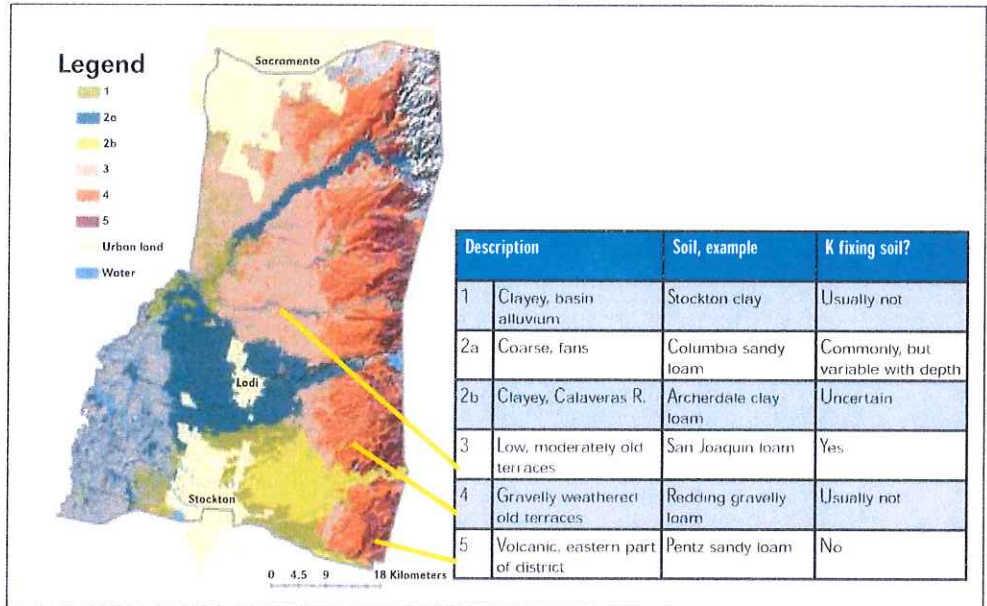 Legend
1
2a
2b
3
4
5
Urban land
Water
Sacramento
Lodi
Stockton
0 4.5 9 18 Kilometers
Description Soil, example K fixing soil?
1 Clayey, basin Stockton clay Usually not
alluvium
2a Coarse, fans Columbia sandy Commonly, but
loam variable with depth
2b Clayey, Calaveras R. Archerdale clay Uncertain
loam
3 Low, moderately old San Joaquin loam Yes
terraces
4 Gravelly weathered Redding gravelly Usually not
old terraces loam
5 Volcanic, eastern part Pentz sandy loam No
of district